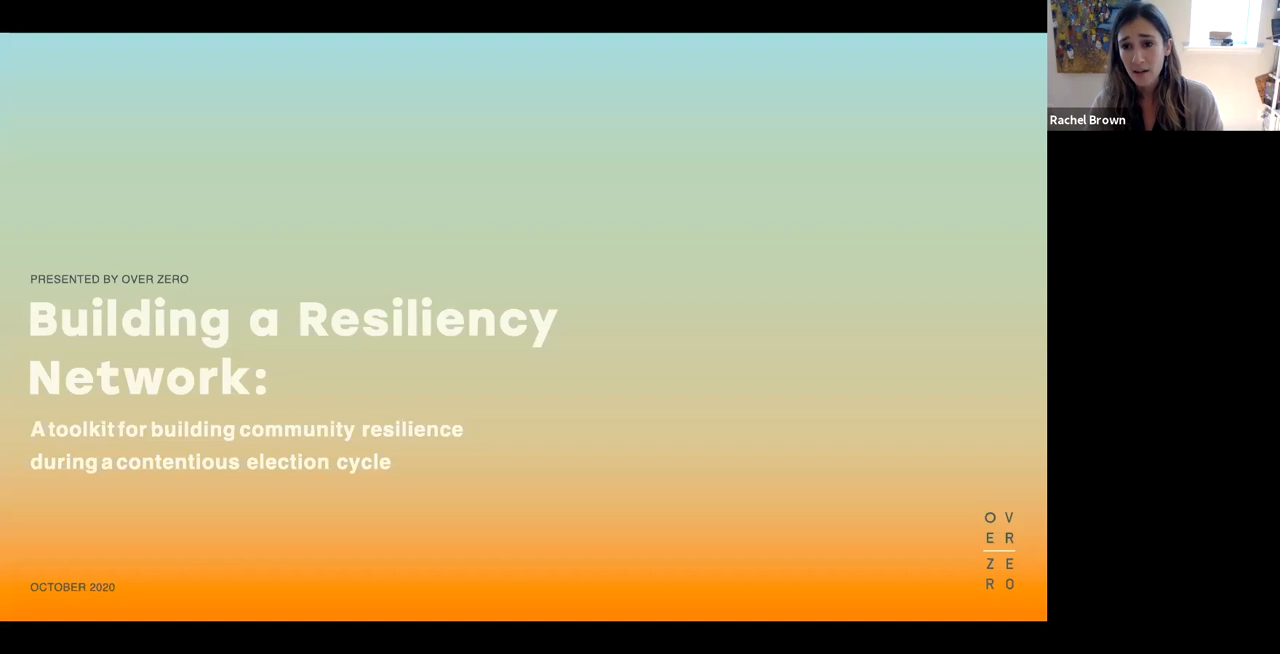 Rachel Brown
PRESENTED BY OVER ZERO
Building a Resiliency
Network:
A toolkit for building community resilience
during a contentious election cycle
O V
E R
Z E
R O
OCTOBER 2020